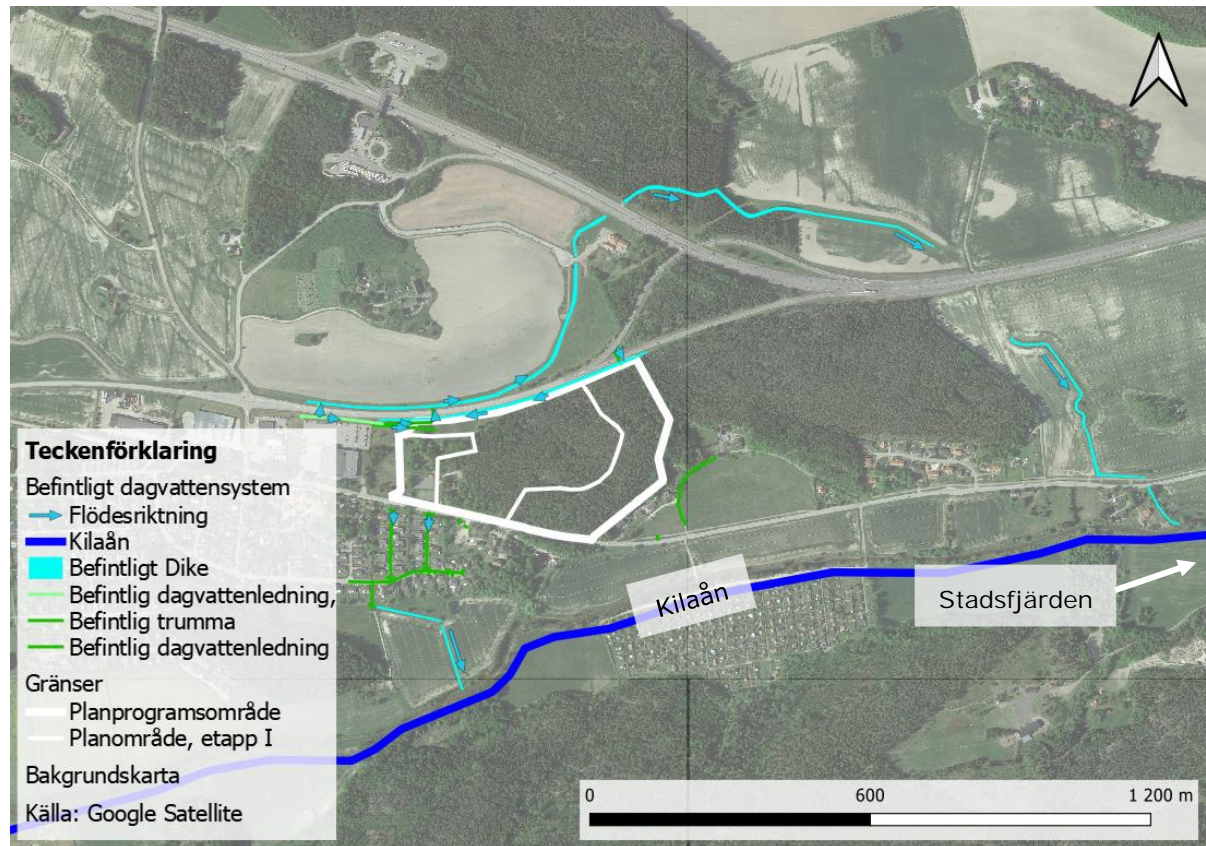 Teckenförklaring
Befintligt dagvattensystem
Flödesriktning
Kilaån
Befintligt Dike
Befintlig dagvattenledning,
Befintlig trumma
Befintlig dagvattenledning
Gränser
Planprogramsområde
Planområde, etapp I
Bakgrundskarta
Källa: Google Satellite
Kilaån
Stadsfjärden
0 600 1 200 m